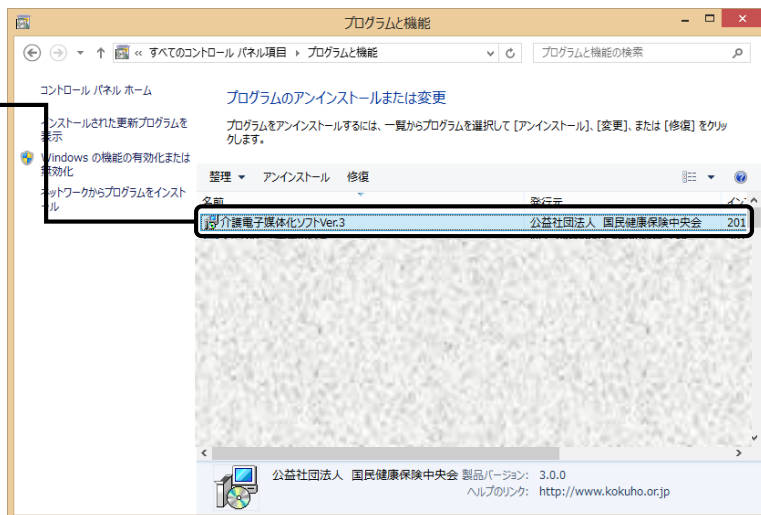 プログラムと機能
« すべてのコントロール パネル項目 ▸ プログラムと機能
プログラムと機能の検索
コントロール パネル ホーム
インストールされた更新プログラムを
表示
Windows の機能の有効化または
無効化
ネットワークからプログラムをインスト
ール
プログラムのアンインストールまたは変更
プログラムをアンインストールするには、一覧からプログラムを選択して [アンインストール]、[変更]、または [修復] をクリッ
クします。
整理 ▼ アンインストール 修復
名前 発行元 イン
介護電子媒体化ソフトVer.3 公益社団法人 国民健康保険中央会 201
公益社団法人 国民健康保険中央会 製品バージョン: 3.0.0
ヘルプのリンク: http://www.kokuho.or.jp